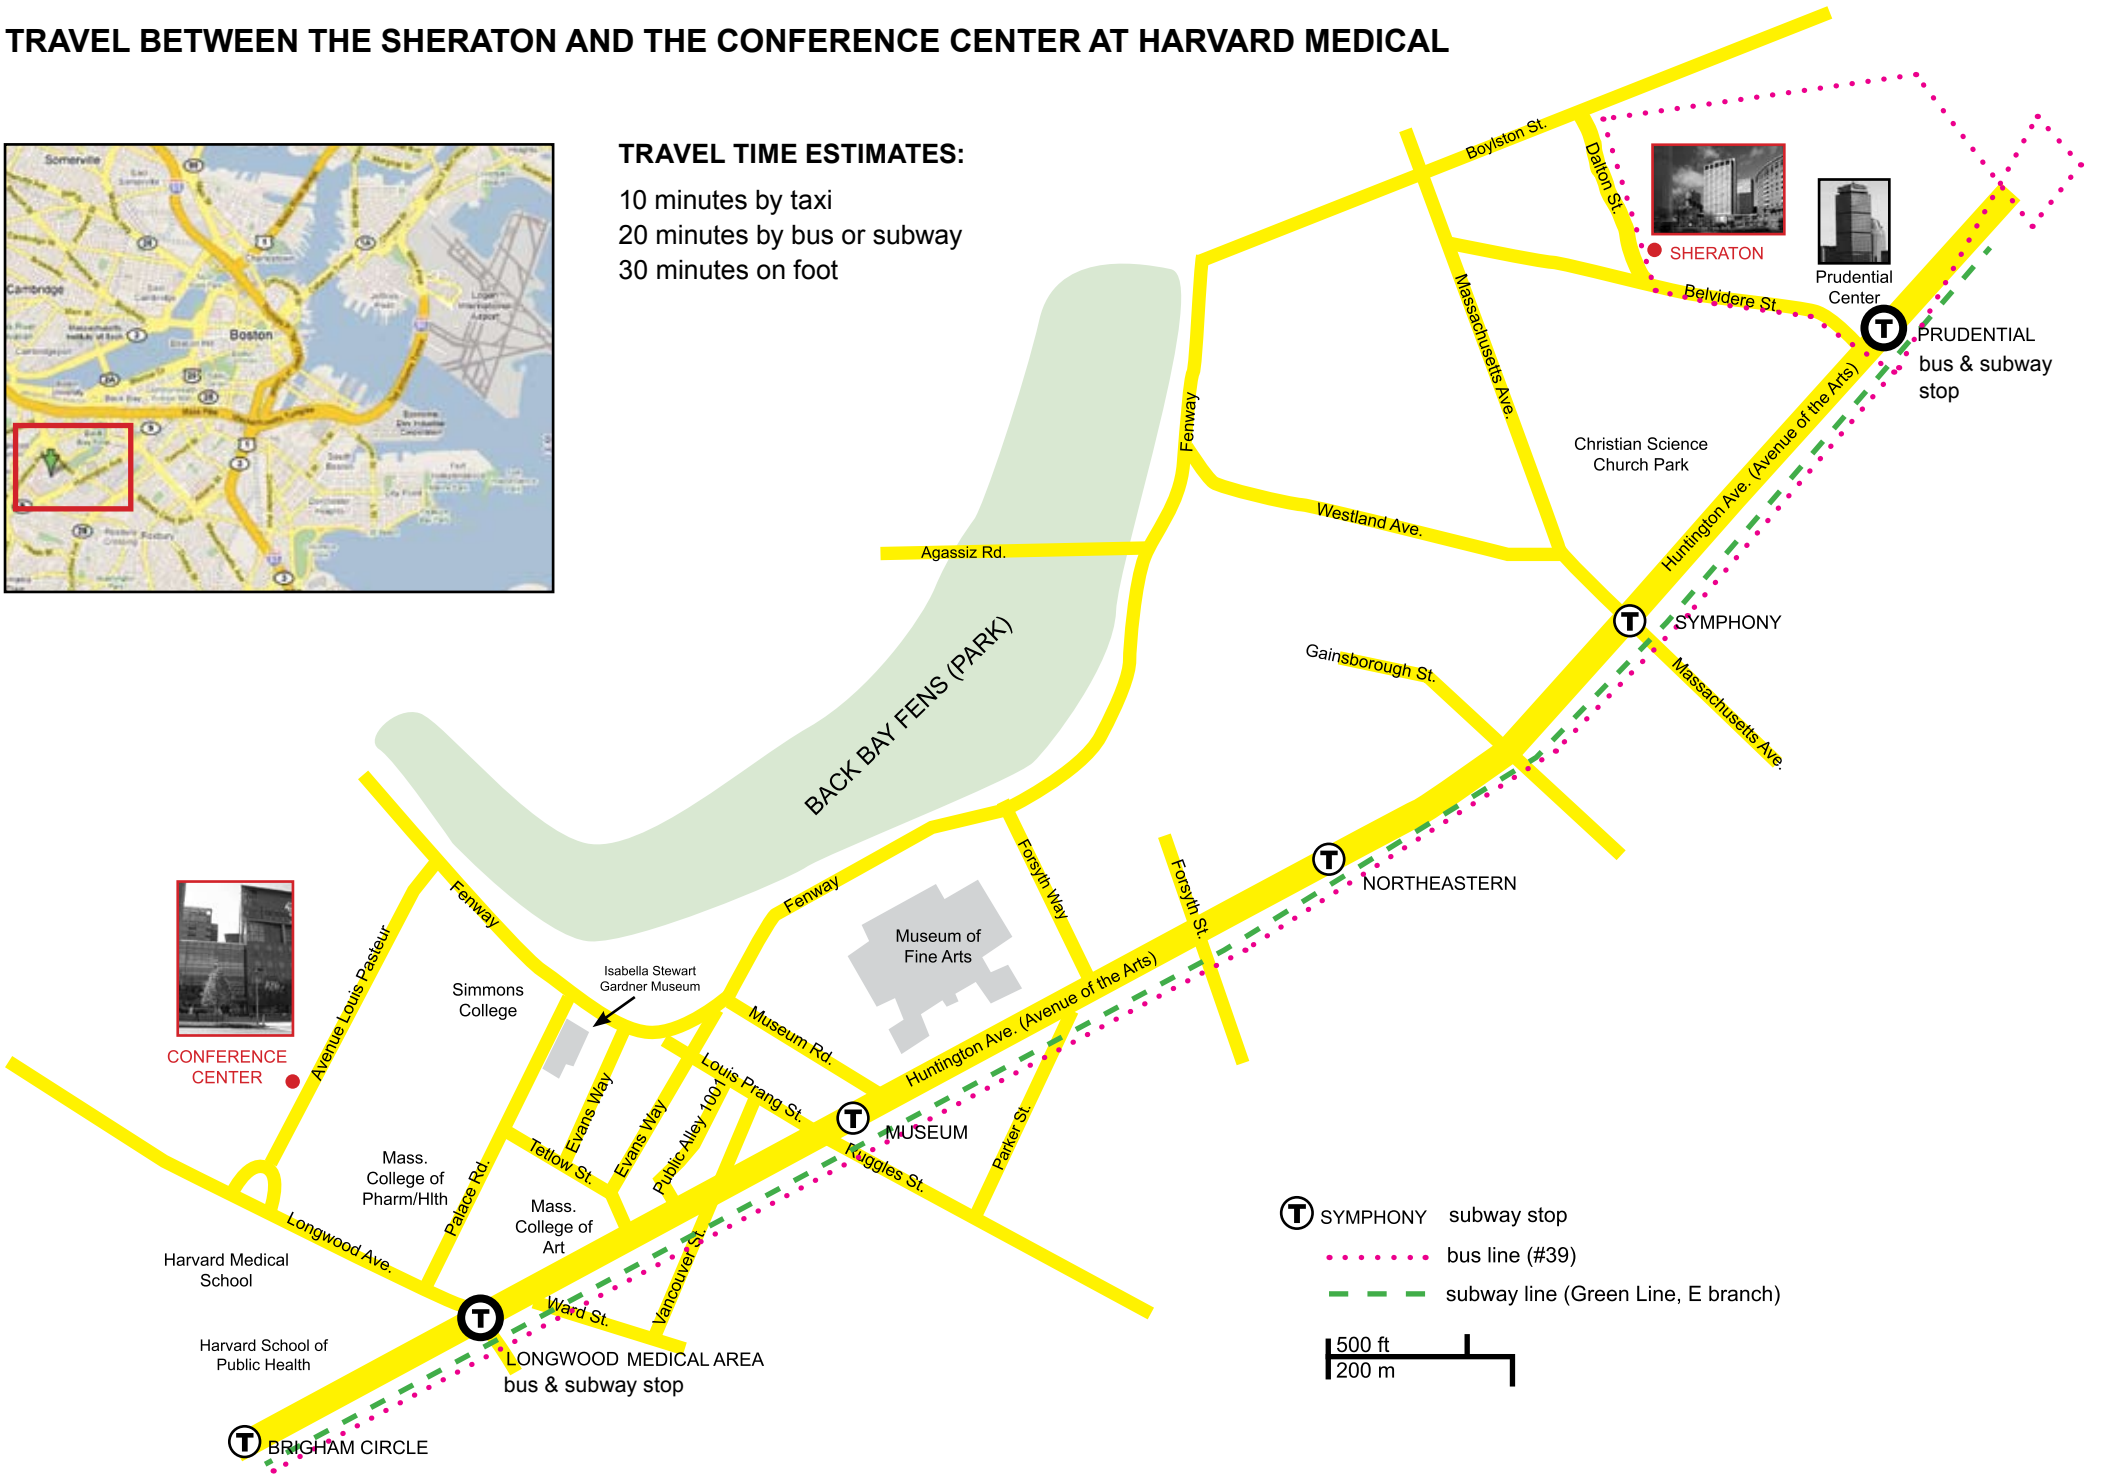 TRAVEL BETWEEN THE SHERATON AND THE CONFERENCE CENTER AT HARVARD MEDICAL
TRAVEL TIME ESTIMATES:
10 minutes by taxi
20 minutes by bus or subway
30 minutes on foot
Somerville
Charlestown
Cambridge
Boston
Logan
International
Airport
Boylston St.
Dalton St.
SHERATON
Prudential
Center
Belvidere St.
PRUDENTIAL
bus & subway
stop
Massachusetts Ave.
Fenway
Christian Science
Church Park
Huntington Ave. (Avenue of the Arts)
Westland Ave.
Agassiz Rd.
T
T
SYMPHONY
Gainsborough St.
Massachusetts Ave.
BACK BAY FENS (PARK)
T
NORTHEASTERN
Forsyth Way
Forsyth St.
Fenway
Fenway
Museum of
Fine Arts
Avenue Louis Pasteur
Simmons
College
Isabella Stewart
Gardner Museum
Museum Rd.
Huntington Ave. (Avenue of the Arts)
CONFERENCE
CENTER
Louis Prang St.
Evans Way
Evans Way
Public Alley 1001
T
MUSEUM
Parker St.
Ruggles St.
Tetlow St.
Mass.
College of
Pharm/Hlth
Palace Rd.
Mass.
College of
Art
Longwood Ave.
Vancouver St.
Harvard Medical
School
Ward St.
T
Harvard School of
Public Health
LONGWOOD MEDICAL AREA
bus & subway stop
T
BRIGHAM CIRCLE
T SYMPHONY subway stop
bus line (#39)
subway line (Green Line, E branch)
500 ft
200 m